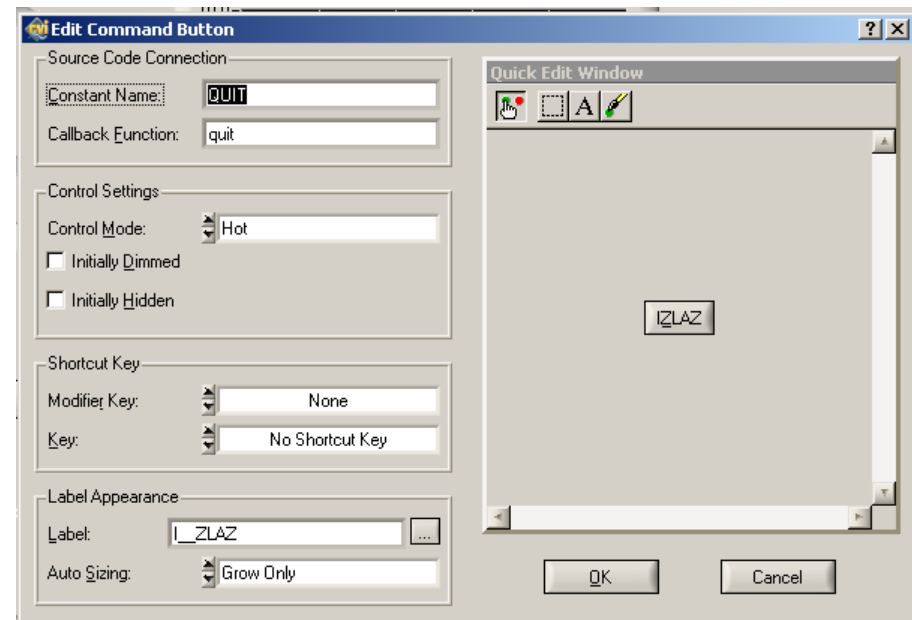 Edit Command Button
Source Code Connection
Constant Name: QUIT
Callback Function: quit
Control Settings
Control Mode: Hot
Initially Dimmed
Initially Hidden
Shortcut Key
Modifier Key: None
Key: No Shortcut Key
Label Appearance
Label: I__ZLAZ ...
Auto Sizing: Grow Only
Quick Edit Window
A
IZLAZ
OK Cancel